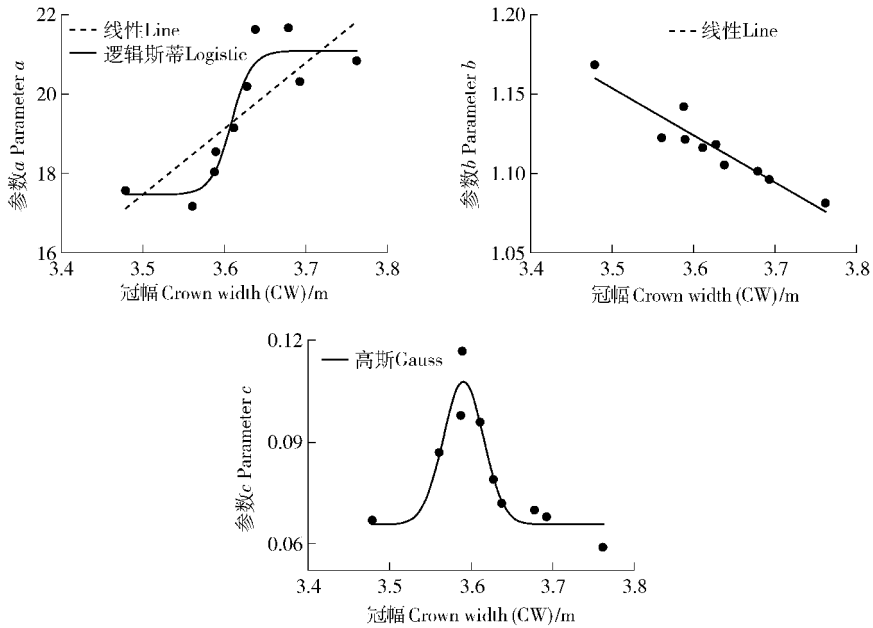 22
20
18
16
参数a Parameter a
线性Line
逻辑斯蒂Logistic
3.4 3.5 3.6 3.7 3.8
冠幅 Crown width (CW)/m
1.20
1.15
1.10
1.05
参数b Parameter b
线性Line
3.4 3.5 3.6 3.7 3.8
冠幅 Crown width (CW)/m
0.12
0.09
0.06
参数c Parameter c
高斯Gauss
3.4 3.5 3.6 3.7 3.8
冠幅 Crown width (CW)/m